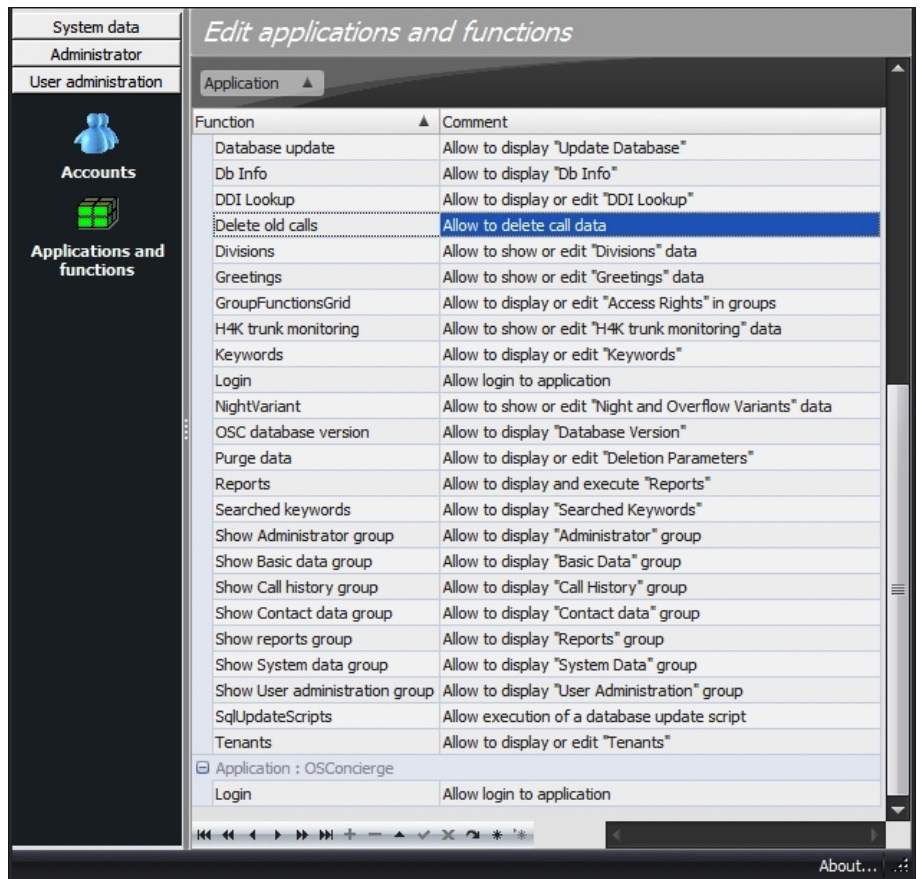 System data
Administrator
User administration
Accounts
Applications and
functions
Edit applications and functions
Application
Function Comment
Database update Allow to display "Update Database"
Db Info Allow to display "Db Info"
DDI Lookup Allow to display or edit "DDI Lookup"
Delete old calls Allow to delete call data
Divisions Allow to show or edit "Divisions" data
Greetings Allow to show or edit "Greetings" data
GroupFunctionsGrid Allow to display or edit "Access Rights" in groups
H4K trunk monitoring Allow to show or edit "H4K trunk monitoring" data
Keywords Allow to display or edit "Keywords"
Login Allow login to application
NightVariant Allow to show or edit "Night and Overflow Variants" data
OSC database version Allow to display "Database Version"
Purge data Allow to display or edit "Deletion Parameters"
Reports Allow to display and execute "Reports"
Searched keywords Allow to display "Searched Keywords"
Show Administrator group Allow to display "Administrator" group
Show Basic data group Allow to display "Basic Data" group
Show Call history group Allow to display "Call History" group
Show Contact data group Allow to display "Contact data" group
Show reports group Allow to display "Reports" group
Show System data group Allow to display "System Data" group
Show User administration group Allow to display "User Administration" group
SqlUpdateScripts Allow execution of a database update script
Tenants Allow to display or edit "Tenants"
Application : OSConcierge
Login Allow login to application
About...